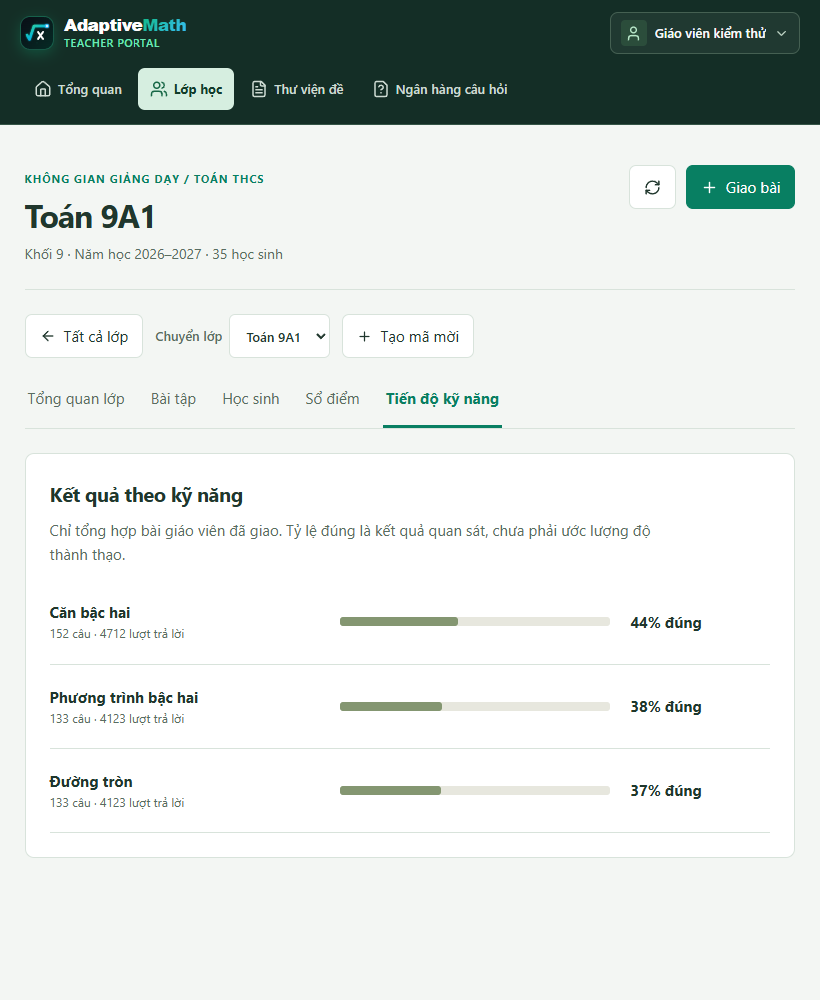 AdaptiveMath
TEACHER PORTAL
Giáo viên kiểm thử
Tổng quan
Lớp học
Thư viện đề
Ngân hàng câu hỏi
KHÔNG GIAN GIẢNG DẠY / TOÁN THCS
Toán 9A1
Khối 9 · Năm học 2026–2027 · 35 học sinh
Giao bài
Tất cả lớp
Chuyển lớp
Toán 9A1
Tạo mã mời
Tổng quan lớp
Bài tập
Học sinh
Sổ điểm
Tiến độ kỹ năng
Kết quả theo kỹ năng
Chỉ tổng hợp bài giáo viên đã giao. Tỷ lệ đúng là kết quả quan sát, chưa phải ước lượng độ
thành thạo.
Căn bậc hai
152 câu · 4712 lượt trả lời
44% đúng
Phương trình bậc hai
133 câu · 4123 lượt trả lời
38% đúng
Đường tròn
133 câu · 4123 lượt trả lời
37% đúng